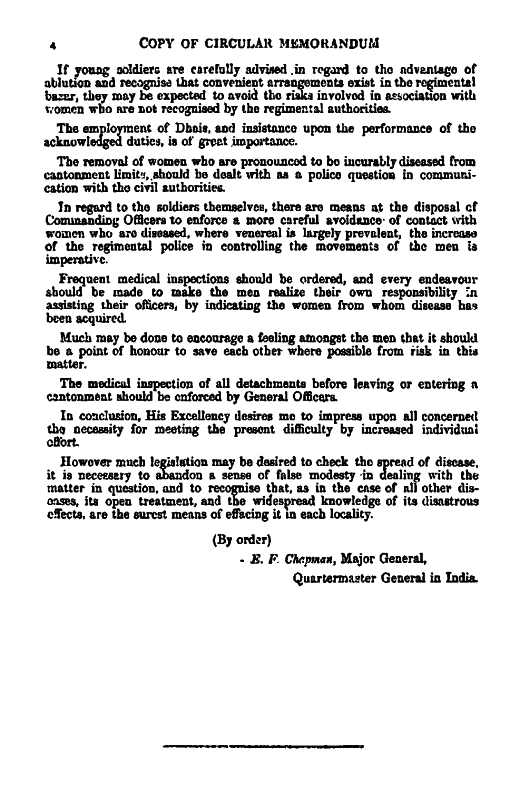 4 COPY OF CIRCULAR MEMORANDUM
If young soldiers are carefully advised in regard to the advantage of
ablution and recognise that convenient arrangements exist in the regimental
bazar, they may be expected to avoid the risks involved in association with
women who are not recognised by the regimental authorities.
The employment of Dhais, and insistance upon the performance of the
acknowledged duties, is of great importance.
The removal of women who are pronounced to be incurably diseased from
cantonment limits, should be dealt with as a police question in communi-
cation with the civil authorities.
In regard to the soldiers themselves, there are means at the disposal of
Commanding Officers to enforce a more careful avoidance of contact with
women who are diseased, where venereal is largely prevalent, the increase
of the regimental police in controlling the movements of the men is
imperative.
Frequent medical inspections should be ordered, and every endeavour
should be made to make the men realize their own responsibility in
assisting their officers, by indicating the women from whom disease has
been acquired.
Much may be done to encourage a feeling amongst the men that it should
be a point of honour to save each other where possible from risk in this
matter.
The medical inspection of all detachments before leaving or entering a
cantonment should be enforced by General Officers.
In conclusion, His Excellency desires me to impress upon all concerned
the necessity for meeting the present difficulty by increased individual
effort.
However much legislation may be desired to check the spread of disease,
it is necessary to abandon a sense of false modesty in dealing with the
matter in question, and to recognise that, as in the case of all other dis-
eases, its open treatment, and the widespread knowledge of its disastrous
effects, are the surest means of effacing it in each locality.
(By order)
- E. F. Chapman, Major General,
Quartermaster General in India.